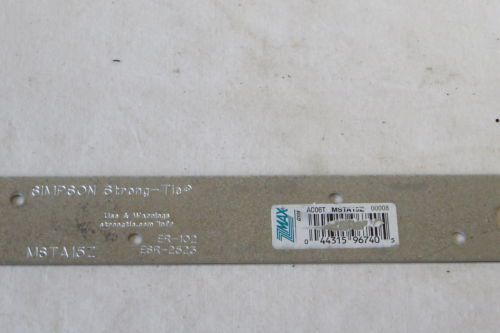 SIMPSON Strong-Tie®
Use & Warnings
strongtie.com/info
MSTA15Z
ER-102
ESR-2523
ZMAX
AC06T MSTA15Z 00008
0 44315 96740 5